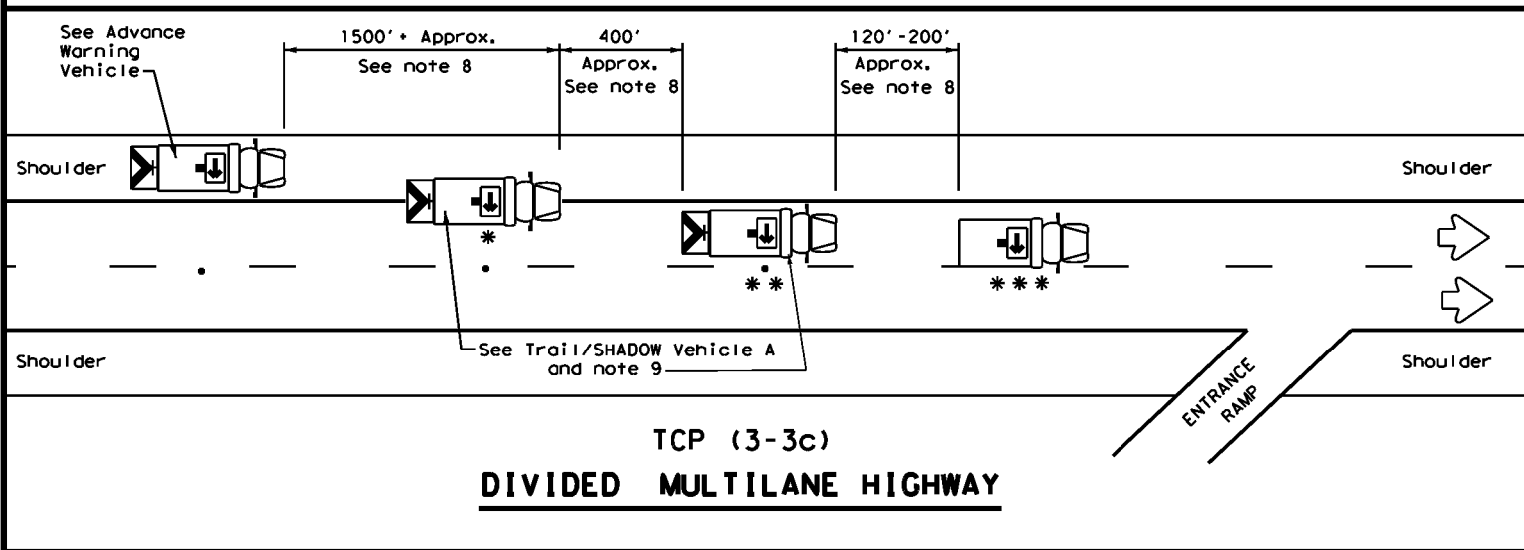 See Advance
Warning
Vehicle
1500'+ Approx.
See note 8
400'
Approx.
See note 8
120'-200'
Approx.
See note 8
Shoulder
Shoulder
*
* *
* * *
See Trail/SHADOW Vehicle A
and note 9
Shoulder
Shoulder
ENTRANCE
RAMP
TCP (3-3c)
DIVIDED MULTILANE HIGHWAY